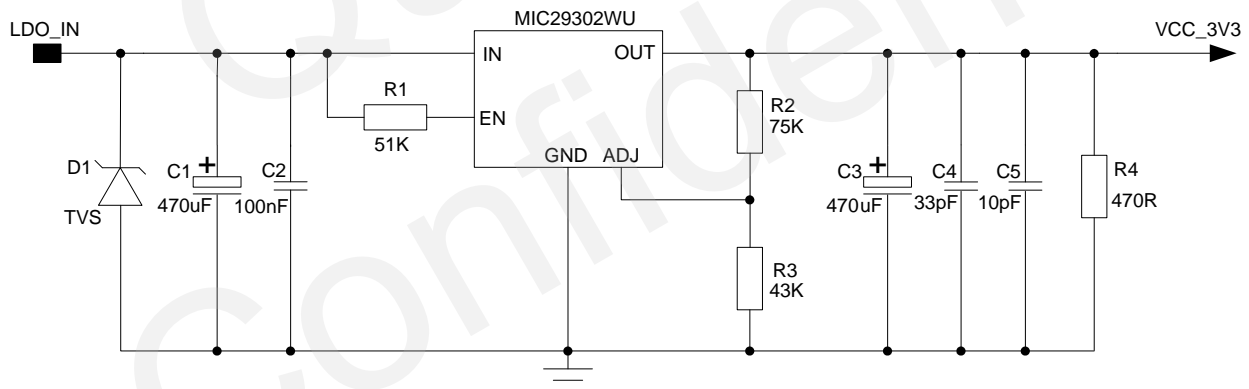 MIC29302WU
LDO_IN
VCC_3V3
IN
OUT
R1
EN
51K
R2
75K
GND
ADJ
D1
TVS
C1
+
470uF
C2
100nF
C3
+
470uF
C4
33pF
C5
10pF
R4
470R
R3
43K
Confiden